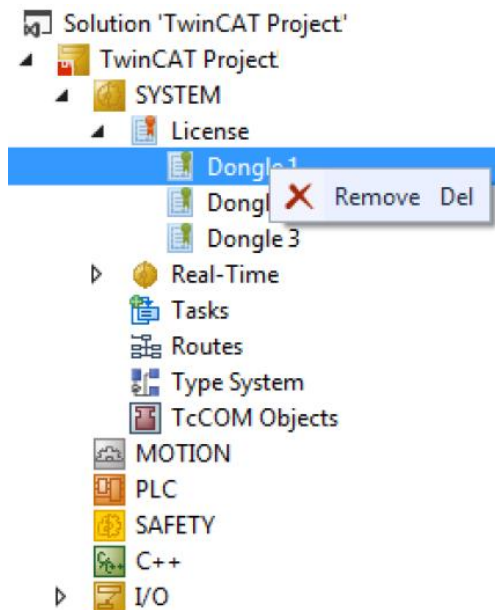 Solution 'TwinCAT Project'
TwinCAT Project
SYSTEM
License
Dongle 1
Remove Del
Dongl
Dongle 3
Real-Time
Tasks
Routes
Type System
TcCOM Objects
MOTION
PLC
SAFETY
C++
I/O